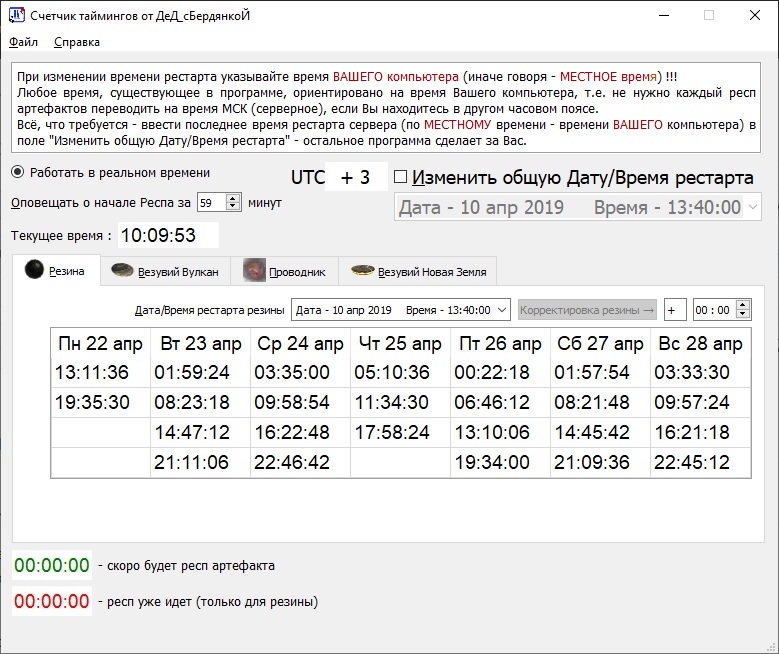 Счетчик таймингов от ДеД_сБердянкоЙ
Файл Справка
При изменении времени рестарта указывайте время ВАШЕГО компьютера (иначе говоря - МЕСТНОЕ время) !!!
Любое время, существующее в программе, ориентировано на время Вашего компьютера, т.е. не нужно каждый респ
артефактов переводить на время МСК (серверное), если Вы находитесь в другом часовом поясе.
Всё, что требуется - ввести последнее время рестарта сервера (по МЕСТНОМУ времени - времени ВАШЕГО компьютера) в
поле "Изменить общую Дату/Время рестарта" - остальное программа сделает за Вас.
Работать в реальном времени UTC + 3 Изменить общую Дату/Время рестарта
Оповещать о начале Респа за 59 минут Дата - 10 апр 2019 Время - 13:40:00
Текущее время : 10:09:53
Резина Везувий Вулкан Проводник Везувий Новая Земля
Дата/Время рестарта резины Дата - 10 апр 2019 Время - 13:40:00 Корректировка резины → + 00 : 00
Пн 22 апр Вт 23 апр Ср 24 апр Чт 25 апр Пт 26 апр Сб 27 апр Вс 28 апр
13:11:36 01:59:24 03:35:00 05:10:36 00:22:18 01:57:54 03:33:30
19:35:30 08:23:18 09:58:54 11:34:30 06:46:12 08:21:48 09:57:24
14:47:12 16:22:48 17:58:24 13:10:06 14:45:42 16:21:18
21:11:06 22:46:42 19:34:00 21:09:36 22:45:12
00:00:00 - скоро будет респ артефакта
00:00:00 - респ уже идет (только для резины)